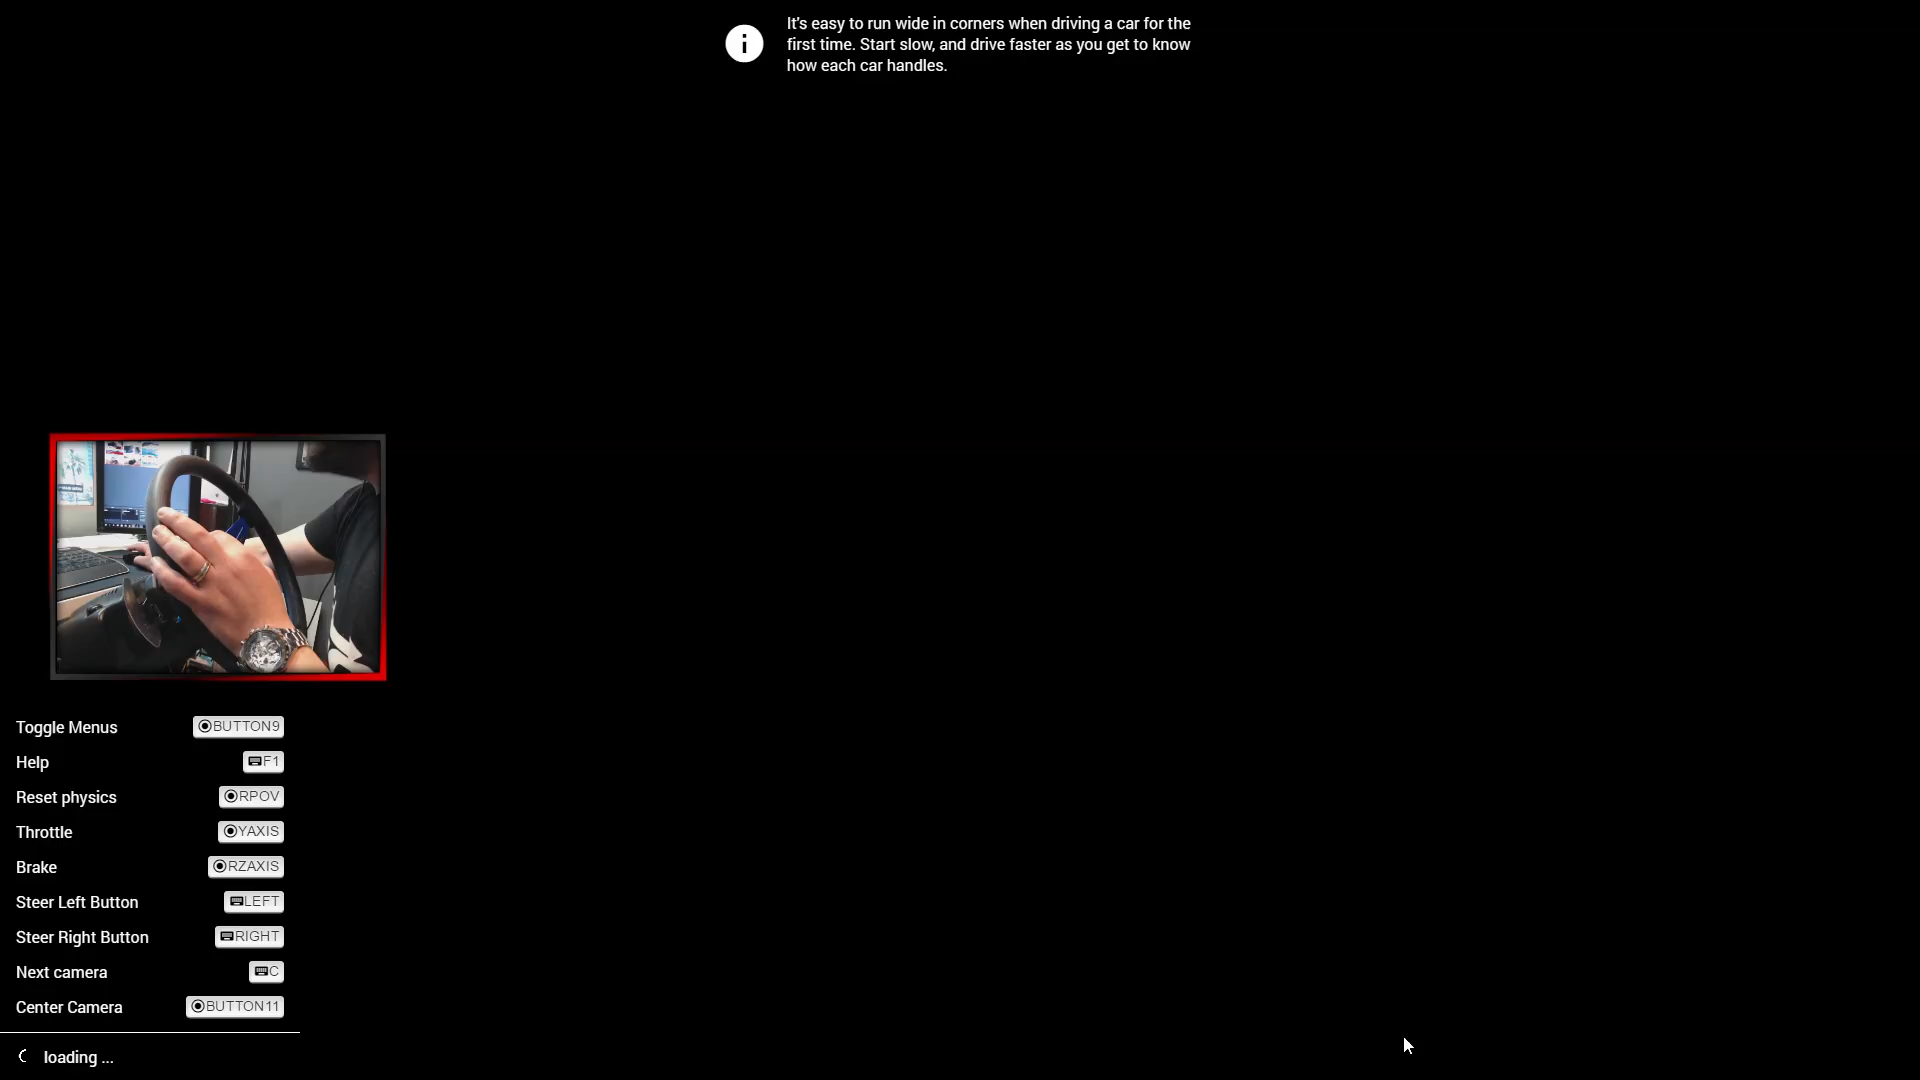 It's easy to run wide in corners when driving a car for the
first time. Start slow, and drive faster as you get to know
how each car handles.
Toggle Menus BUTTON9
Help F1
Reset physics RPOV
Throttle YAXIS
Brake RZAXIS
Steer Left Button LEFT
Steer Right Button RIGHT
Next camera C
Center Camera BUTTON11
loading ...